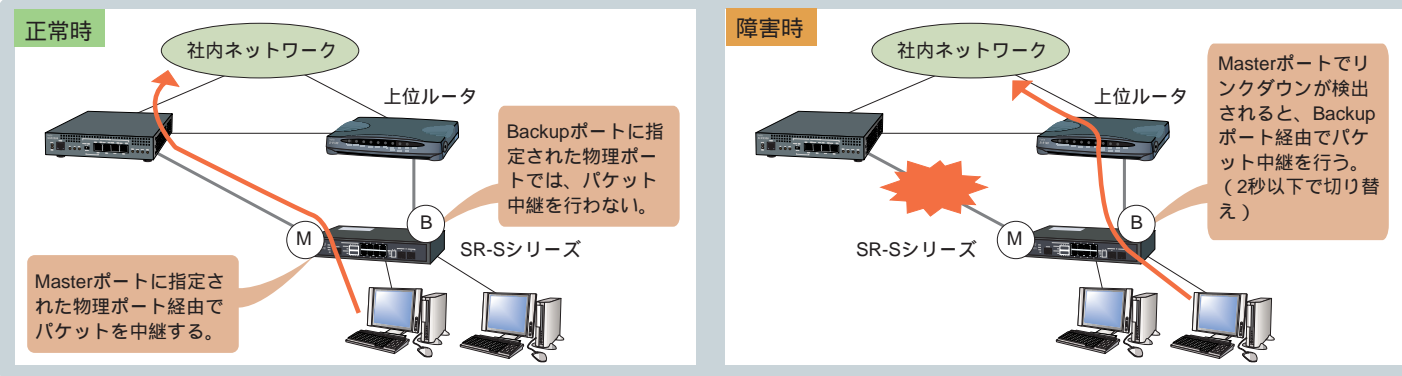 正常時
社内ネットワーク
上位ルータ
Backupポートに指
定された物理ポー
トでは、パケット
中継を行わない。
B
M
SR-Sシリーズ
Masterポートに指定さ
れた物理ポート経由で
パケットを中継する。
障害時
社内ネットワーク
上位ルータ
Masterポートでリ
ンクダウンが検出
されると、Backup
ポート経由でパケ
ット中継を行う。
(2秒以下で切り替
え)
B
M
SR-Sシリーズ